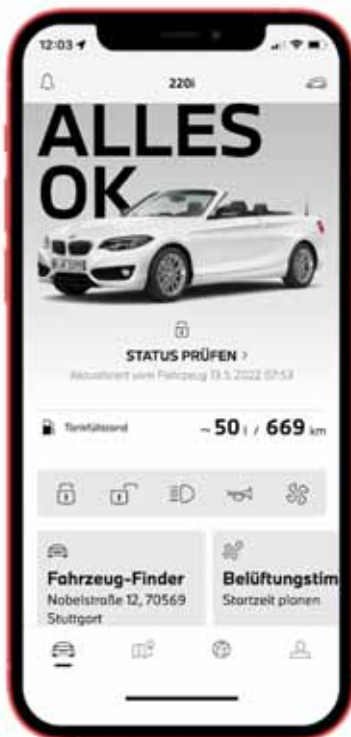 12:03
220i
ALLES
OK
STATUS PRÜFEN >
Aktualisiert vom Fahrzeug 13.5.2022 07:53
Tankfüllstand ~ 50 l / 669 km
Fahrzeug-Finder
Nobelstraße 12, 70569
Stuttgart
Belüftungstim
Startzeit planen